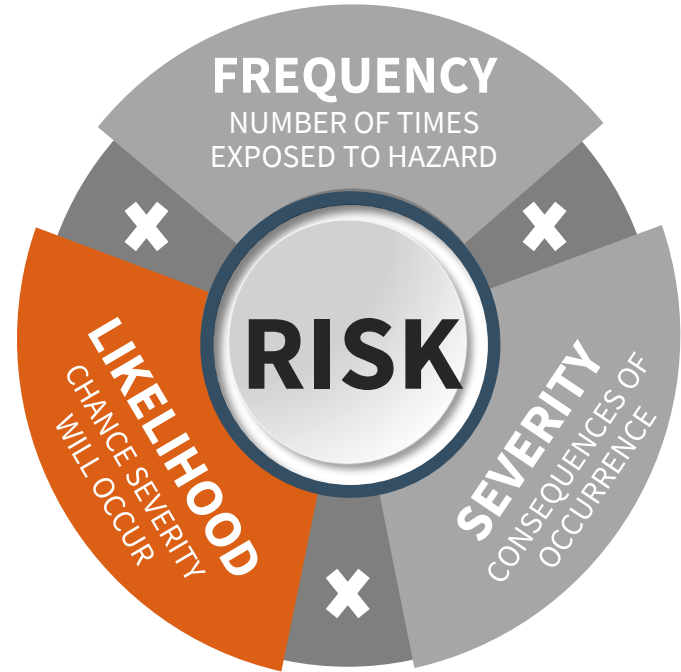 FREQUENCY
NUMBER OF TIMES
EXPOSED TO HAZARD
RISK
LIKELIHOOD
CHANCE SEVERITY
WILL OCCUR
SEVERITY
CONSEQUENCES OF
OCCURRENCE